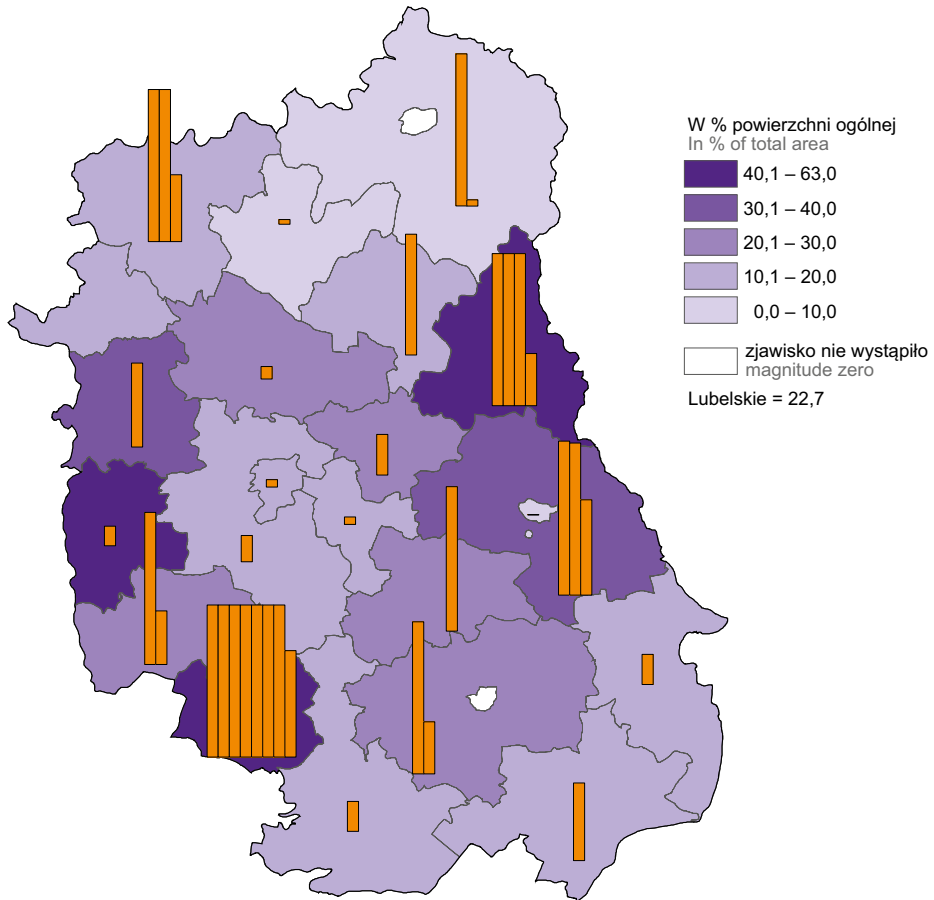 W % powierzchni ogólnej
In % of total area
40,1 – 63,0
30,1 – 40,0
20,1 – 30,0
10,1 – 20,0
0,0 – 10,0
zjawisko nie wystąpiło
magnitude zero
Lubelskie = 22,7